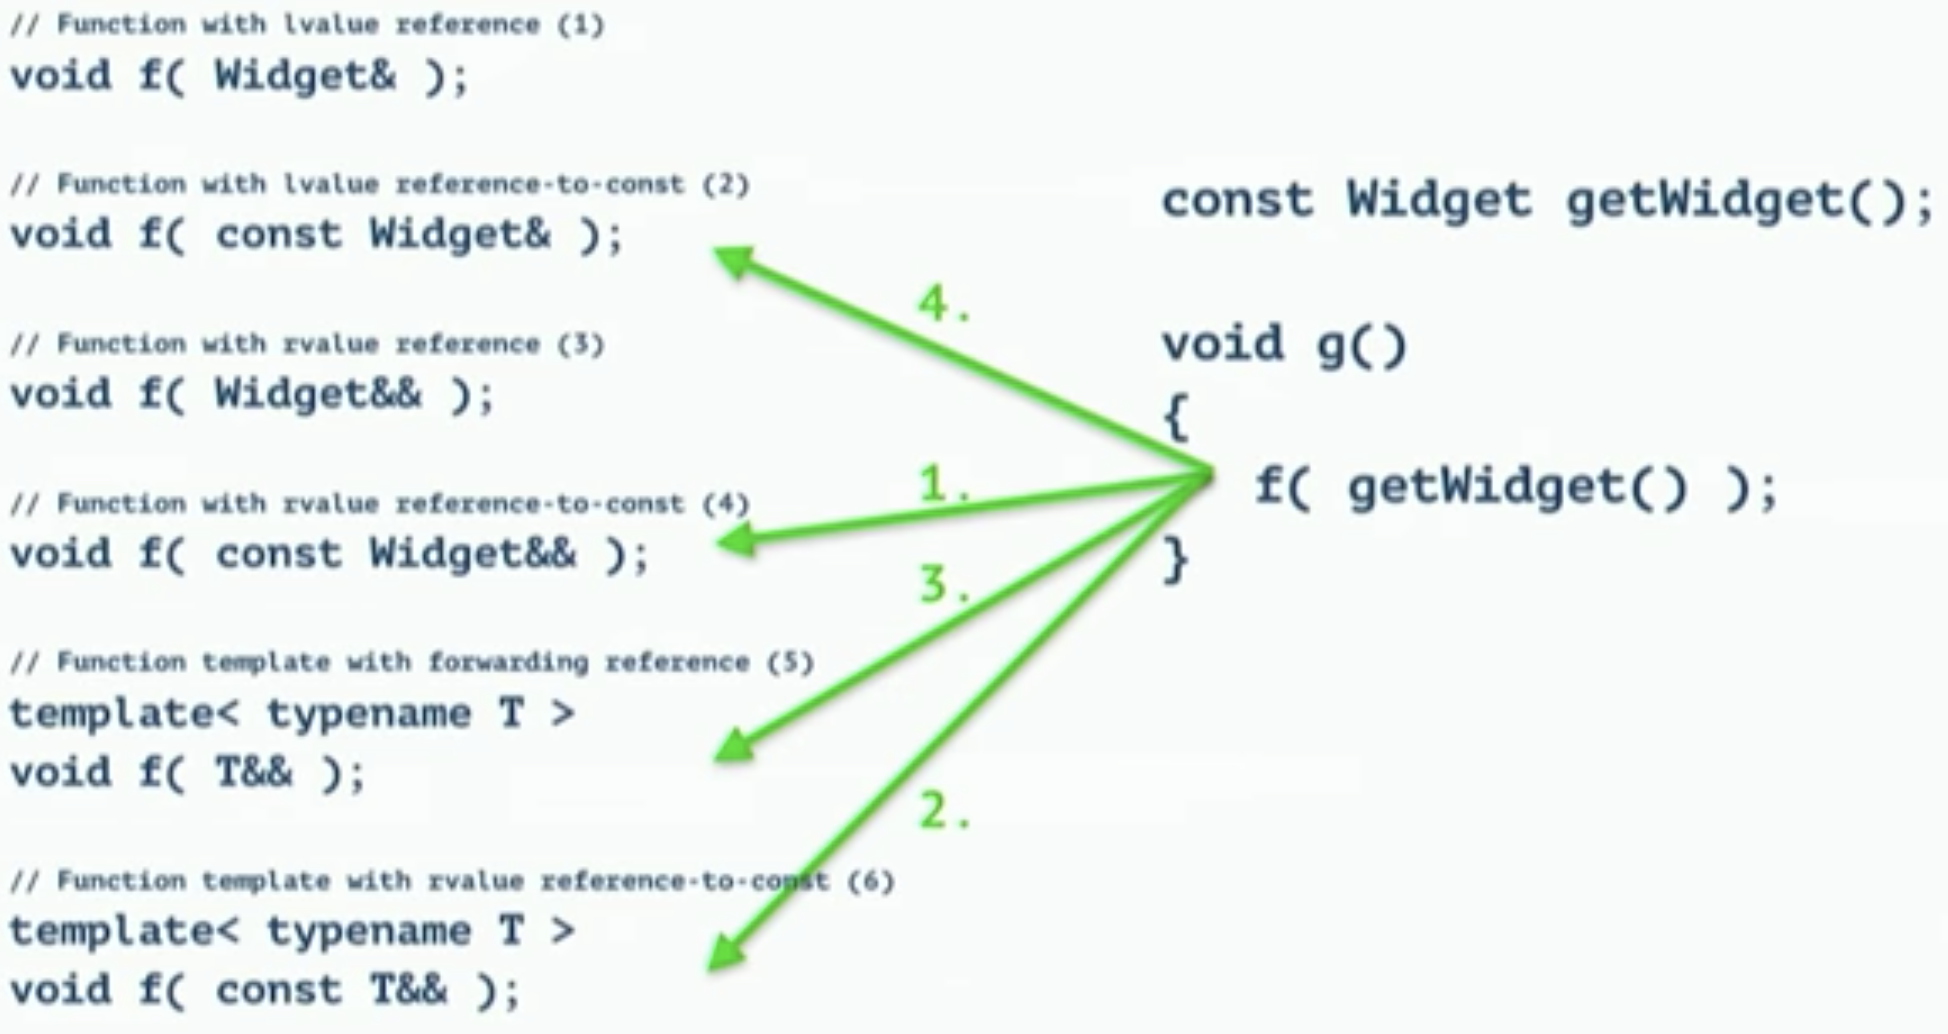 // Function with lvalue reference (1)
void f( Widget& );
// Function with lvalue reference-to-const (2)
void f( const Widget& );
// Function with rvalue reference (3)
void f( Widget&& );
// Function with rvalue reference-to-const (4)
void f( const Widget&& );
// Function template with forwarding reference (5)
template< typename T >
void f( T&& );
// Function template with rvalue reference-to-const (6)
template< typename T >
void f( const T&& );
4.
1.
3.
2.
const Widget getWidget();
void g()
{
f( getWidget() );
}